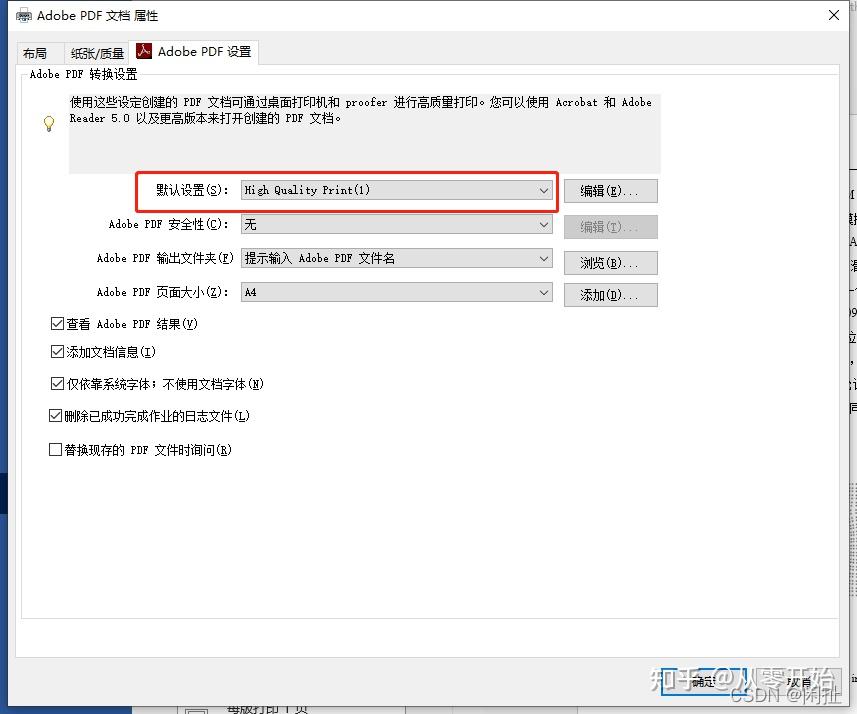 Adobe PDF 文档 属性
布局 纸张/质量 Adobe PDF 设置
Adobe PDF 转换设置
使用这些设定创建的 PDF 文档可通过桌面打印机和 proofer 进行高质量打印。您可以使用 Acrobat 和 Adobe
Reader 5.0 以及更高版本来打开创建的 PDF 文档。
默认设置(S): High Quality Print(1) 编辑(E)...
Adobe PDF 安全性(C): 无 编辑(T)...
Adobe PDF 输出文件夹(F) 提示输入 Adobe PDF 文件名 浏览(B)...
Adobe PDF 页面大小(Z): A4 添加(D)...
查看 Adobe PDF 结果(V)
添加文档信息(I)
仅依靠系统字体；不使用文档字体(N)
删除已成功完成作业的日志文件(L)
替换现存的 PDF 文件时询问(R)
确定 取消
知乎 @从零开始
CSDN @闲扯
每版打印 1 页